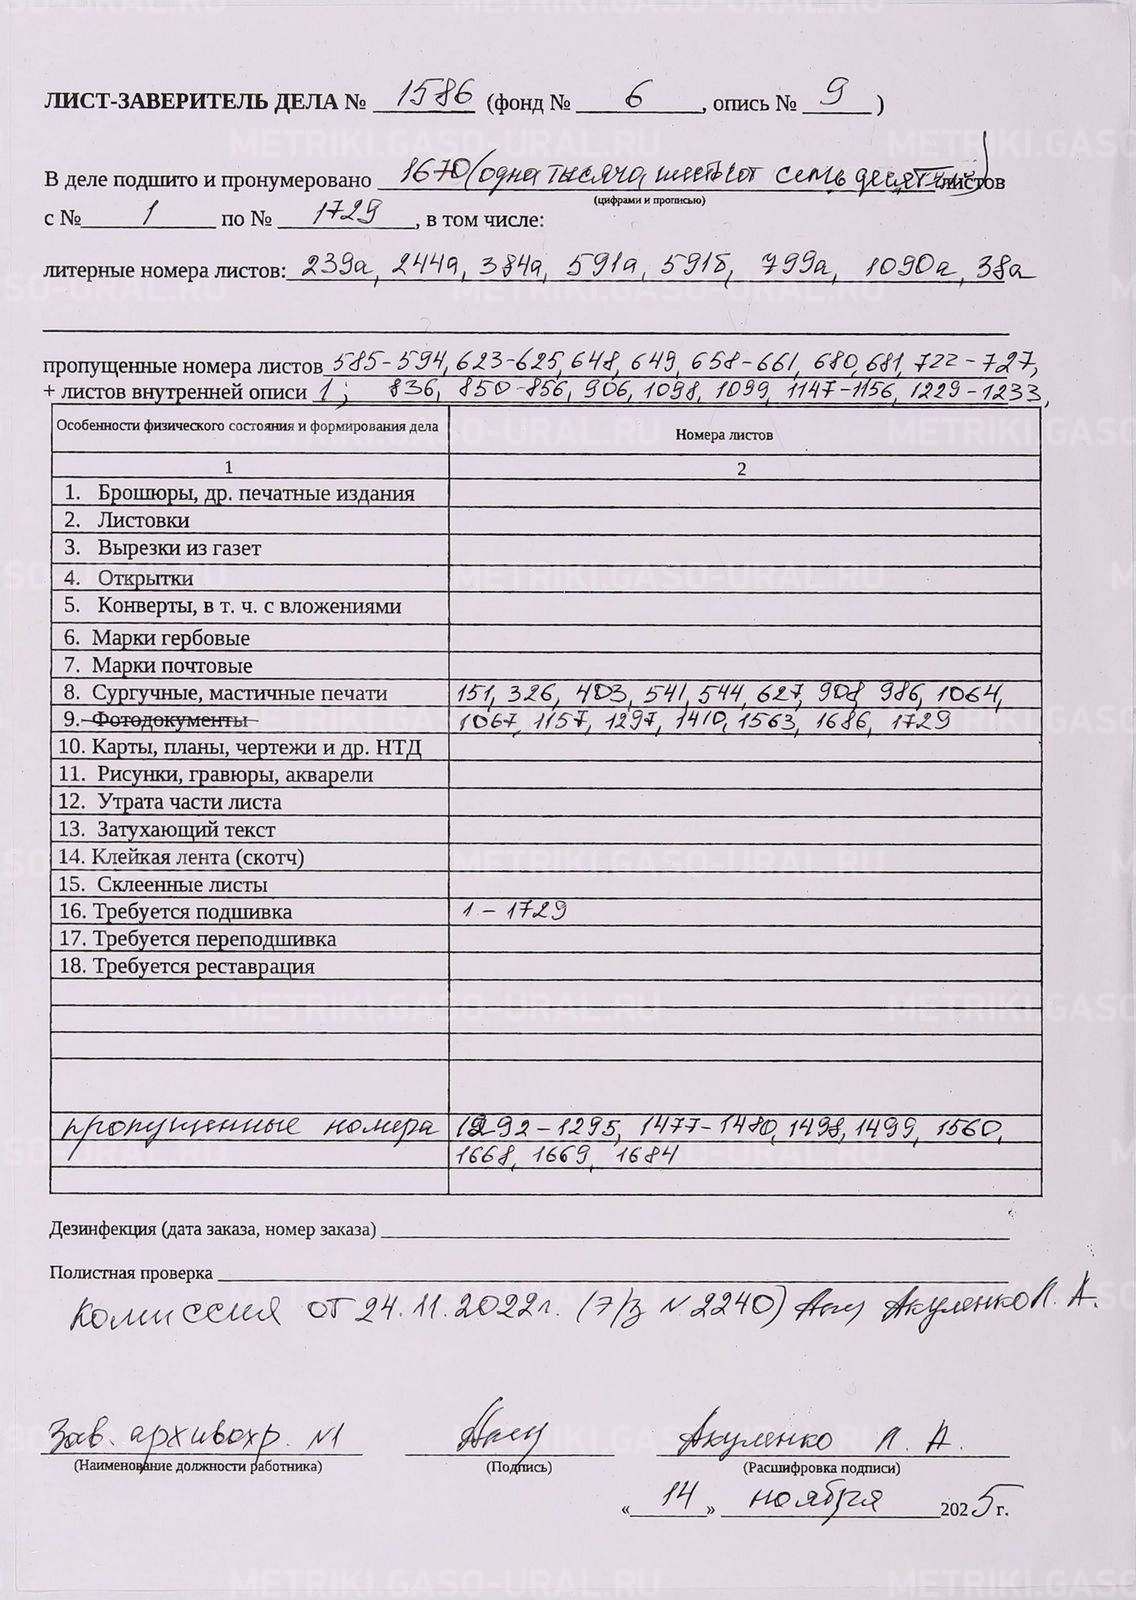 ЛИСТ-ЗАВЕРИТЕЛЬ ДЕЛА № 1586 (фонд № 6, опись № 9)
В деле подшито и пронумеровано 1670 (одна тысяча шестьсот семьдесят) листов
(цифрами и прописью)
с № 1 по № 1729, в том числе:
литерные номера листов: 239а, 244а, 384а, 591а, 591б, 799а, 1090а, 38а
пропущенные номера листов 585-594, 623-625, 648, 649, 658-661, 680, 681, 722-727,
+ листов внутренней описи 1; 836, 850-856, 906, 1098, 1099, 1147-1156, 1229-1233,
Особенности физического состояния и формирования дела Номера листов
1 2
1. Брошюры, др. печатные издания
2. Листовки
3. Вырезки из газет
4. Открытки
5. Конверты, в т. ч. с вложениями
6. Марки гербовые
7. Марки почтовые
8. Сургучные, мастичные печати 151, 326, 403, 541, 544, 627, 908, 986, 1064,
9. Фотодокументы 1067, 1157, 1297, 1410, 1563, 1686, 1729
10. Карты, планы, чертежи и др. НТД
11. Рисунки, гравюры, акварели
12. Утрата части листа
13. Затухающий текст
14. Клейкая лента (скотч)
15. Склеенные листы
16. Требуется подшивка 1 - 1729
17. Требуется переподшивка
18. Требуется реставрация
пропущенные номера 1292-1295, 1477-1480, 1498, 1499, 1560,
1668, 1669, 1684
Дезинфекция (дата заказа, номер заказа)
Полистная проверка
Комиссия от 24.11.2022г. (т/з N 2240) Акуленко Л. А.
Зав. архивохр. N1 Акуленко Л. А.
(Наименование должности работника) (Подпись) (Расшифровка подписи)
«14» ноября 2025 г.
METRIKI.GASO-URAL.RU